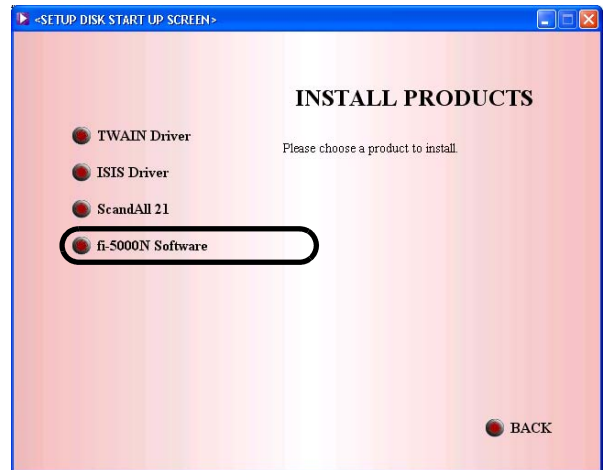 <SETUP DISK START UP SCREEN>
INSTALL PRODUCTS
TWAIN Driver
Please choose a product to install.
ISIS Driver
ScandAll 21
fi-5000N Software
BACK